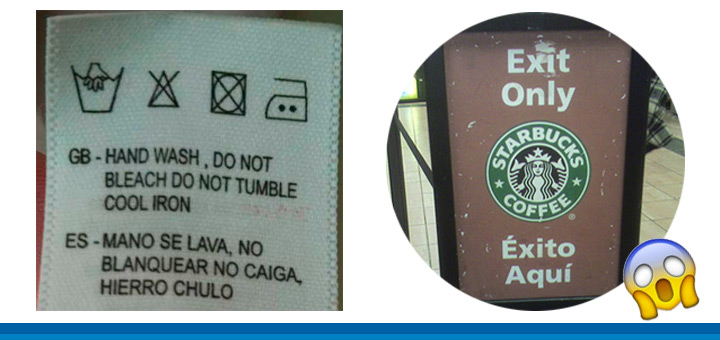 GB - HAND WASH, DO NOT
BLEACH DO NOT TUMBLE
COOL IRON
ES - MANO SE LAVA, NO
BLANQUEAR NO CAIGA,
HIERRO CHULO
Exit
Only
STARBUCKS
COFFEE
®
Éxito
Aquí